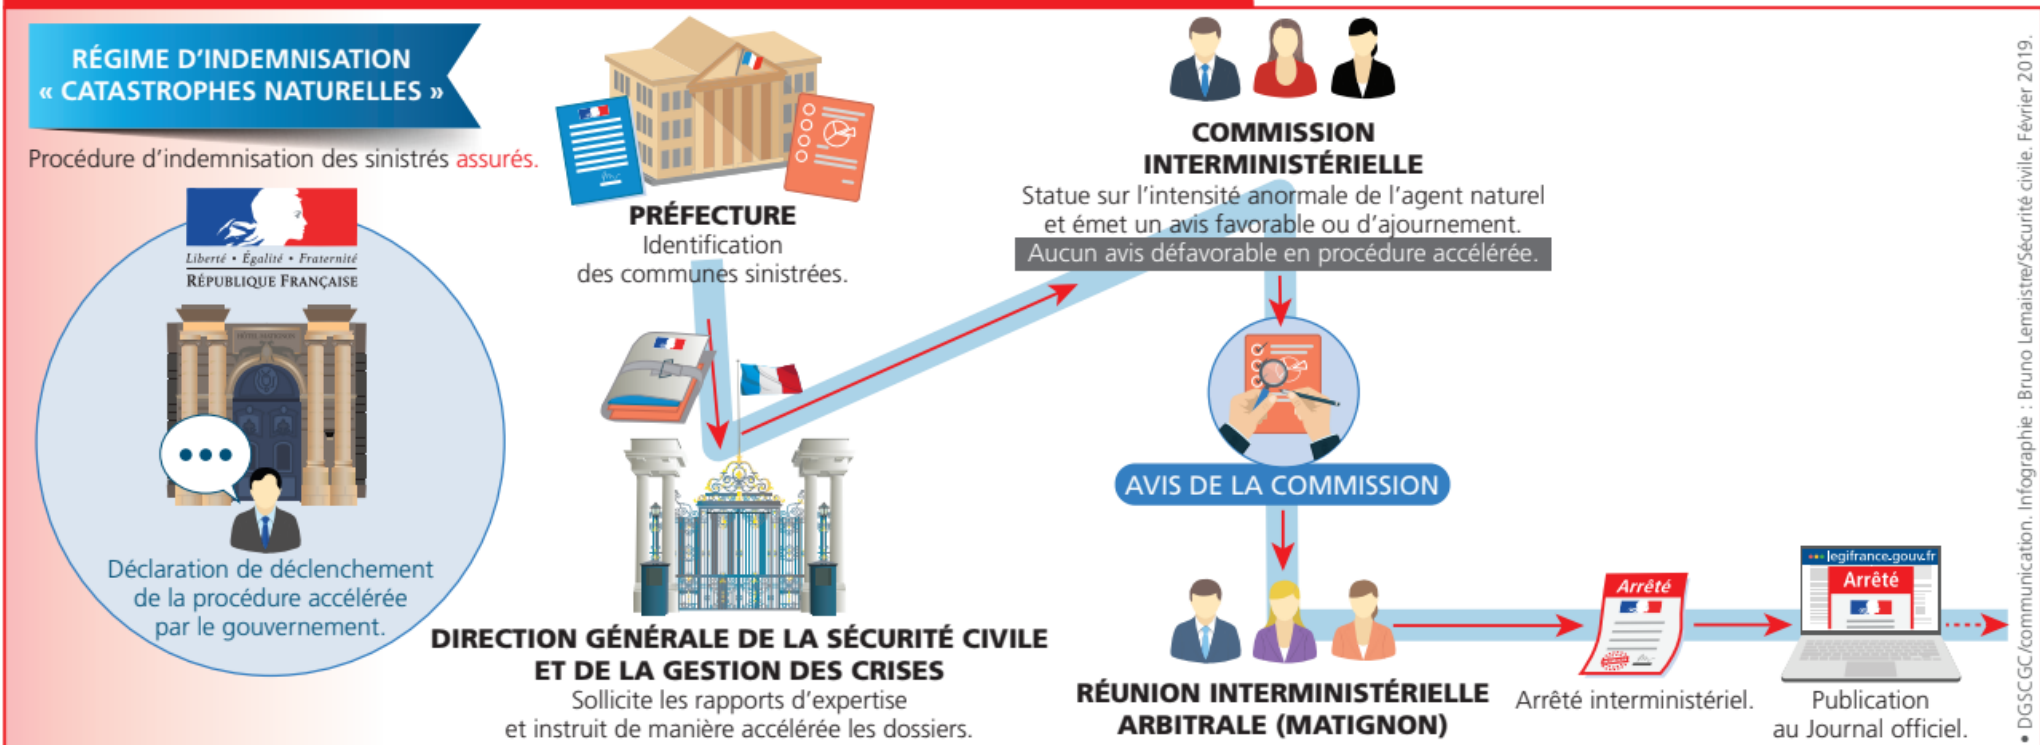 RÉGIME D’INDEMNISATION
« CATASTROPHES NATURELLES »
Procédure d’indemnisation des sinistrés assurés.
Liberté • Égalité • Fraternité
RÉPUBLIQUE FRANÇAISE
Déclaration de déclenchement
de la procédure accélérée
par le gouvernement.
PRÉFECTURE
Identification
des communes sinistrées.
DIRECTION GÉNÉRALE DE LA SÉCURITÉ CIVILE
ET DE LA GESTION DES CRISES
Sollicite les rapports d’expertise
et instruit de manière accélérée les dossiers.
COMMISSION
INTERMINISTÉRIELLE
Statue sur l’intensité anormale de l’agent naturel
et émet un avis favorable ou d’ajournement.
Aucun avis défavorable en procédure accélérée.
AVIS DE LA COMMISSION
RÉUNION INTERMINISTÉRIELLE
ARBITRALE (MATIGNON)
Arrêté
Arrêté interministériel.
legifrance.gouv.fr
Arrêté
Publication
au Journal officiel.
• DGSCGC/communication. Infographie : Bruno Lemaistre/Sécurité civile. Février 2019.